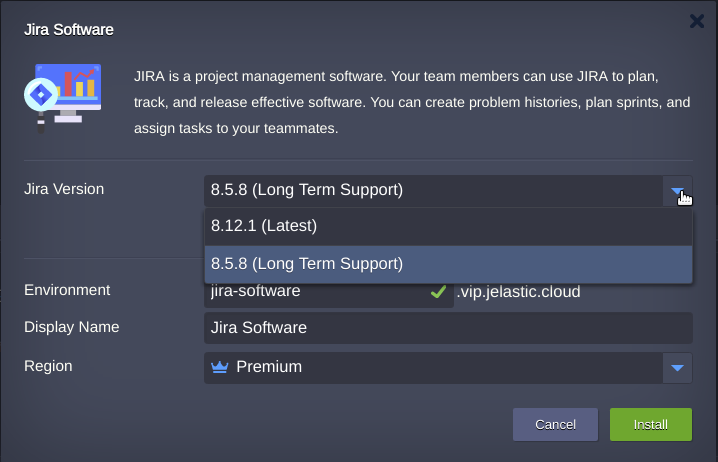 Jira Software
JIRA is a project management software. Your team members can use JIRA to plan,
track, and release effective software. You can create problem histories, plan sprints, and
assign tasks to your teammates.
Jira Version
8.5.8 (Long Term Support)
8.12.1 (Latest)
8.5.8 (Long Term Support)
Environment
jira-software
.vip.jelastic.cloud
Display Name
Jira Software
Region
Premium
Cancel
Install